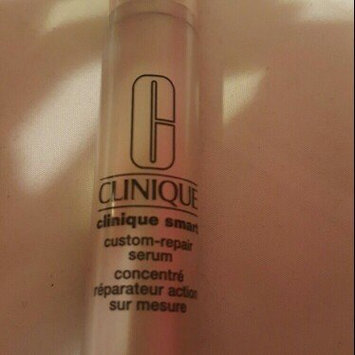 C
CLINIQUE
clinique smart
custom-repair
serum
concentré
réparateur action
sur mesure